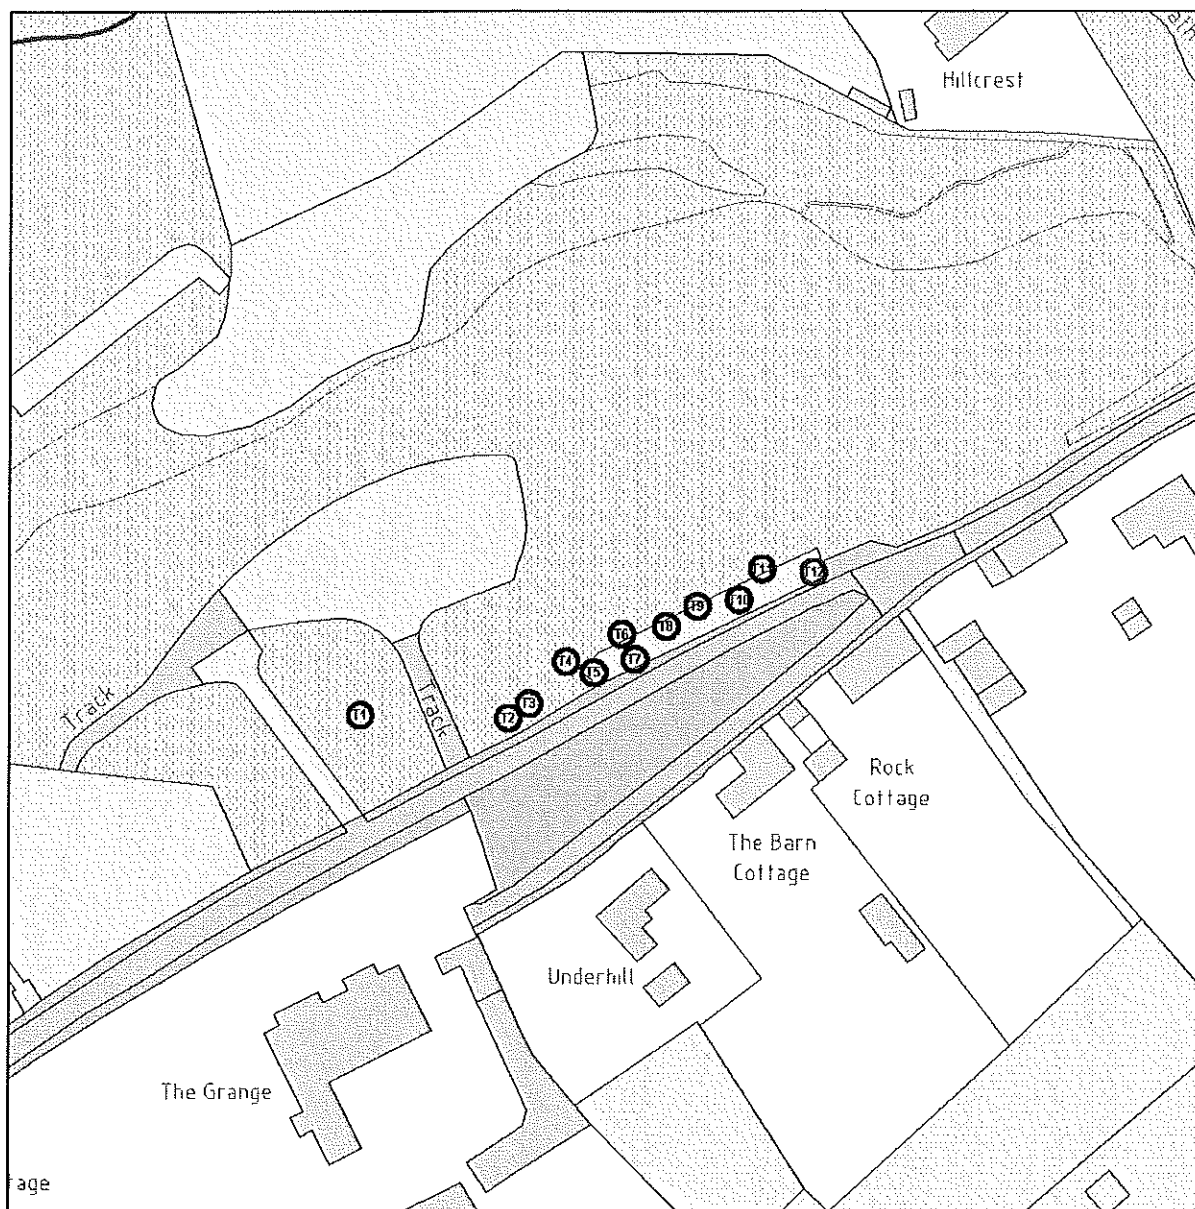 Hillcrest
T11
T12
T9
T10
T8
T6
T7
T4
T5
T3
T2
T1
Track
Track
Rock
Cottage
The Barn
Cottage
Underhill
The Grange
tage